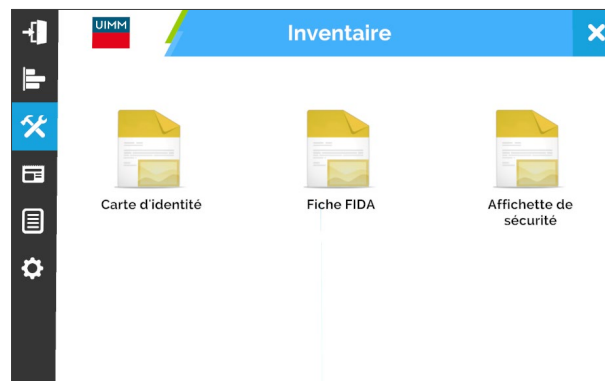 UIMM
Inventaire
Carte d'identité
Fiche FIDA
Affichette de
sécurité